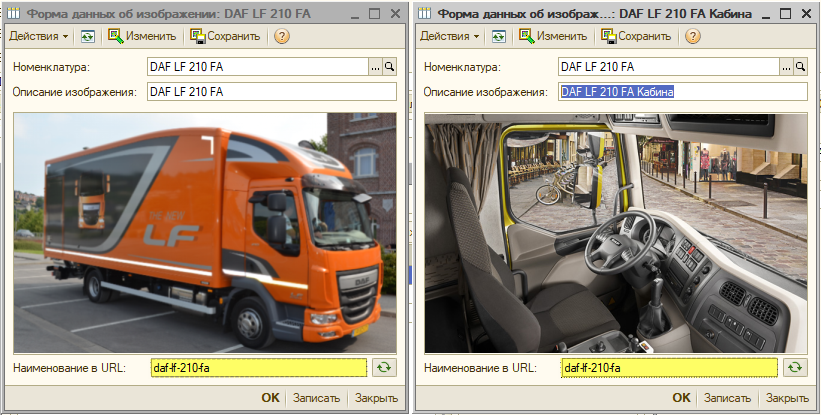 Форма данных об изображении: DAF LF 210 FA
Действия
Изменить
Сохранить
?
Номенклатура:
DAF LF 210 FA
...
Описание изображения:
DAF LF 210 FA
THE NEW
LF
DAF
Наименование в URL:
daf-lf-210-fa
OK
Записать
Закрыть
Форма данных об изображ...: DAF LF 210 FA Кабина
Действия
Изменить
Сохранить
?
Номенклатура:
DAF LF 210 FA
...
Описание изображения:
DAF LF 210 FA Кабина
Наименование в URL:
daf-lf-210-fa
OK
Записать
Закрыть